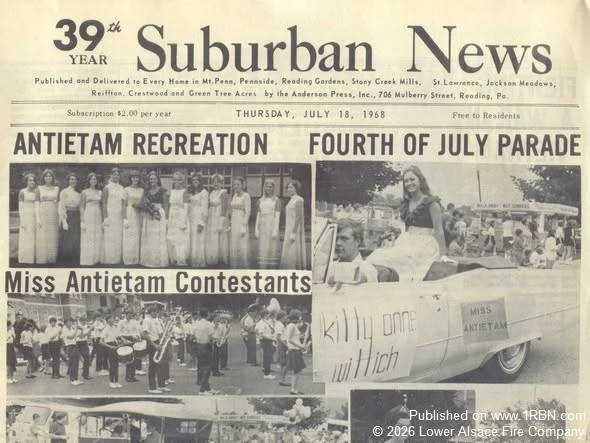 39th YEAR Suburban News
Published and Delivered to Every Home in Mt. Penn, Pennside, Reading Gardens, Stony Creek Mills, St. Lawrence, Jackson Meadows,
Reiffton, Crestwood and Green Tree Acres by the Anderson Press, Inc., 706 Mulberry Street, Reading, Pa.
Subscription $2.00 per year THURSDAY, JULY 18, 1968 Free to Residents
ANTIETAM RECREATION FOURTH OF JULY PARADE
Miss Antietam Contestants
kitty anne
wittich
MISS
ANTIETAM
Published on www.1RBN.com
© 2026 Lower Alsace Fire Company